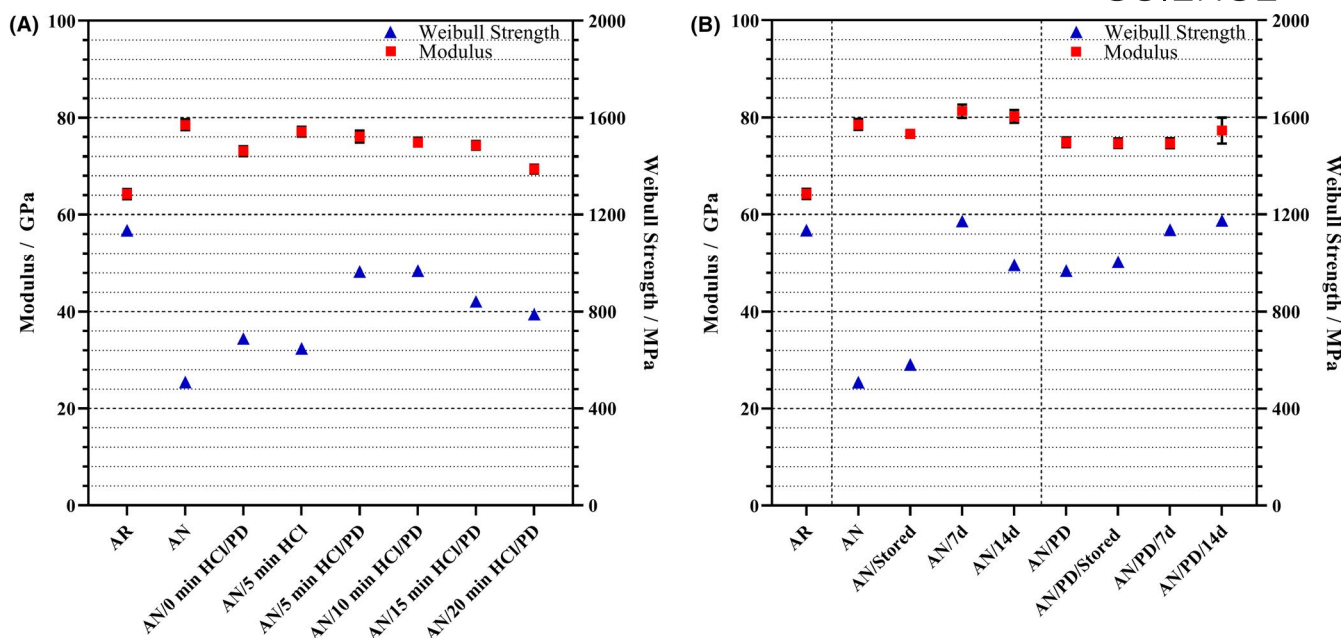 (A)
Weibull Strength
Modulus
100
80
60
40
20
0
Modulus / GPa
2000
1600
1200
800
400
0
Weibull Strength / MPa
AR
AN
AN/0 min HCl/PD
AN/5 min HCl
AN/5 min HCl/PD
AN/10 min HCl/PD
AN/15 min HCl/PD
AN/20 min HCl/PD
(B)
Weibull Strength
Modulus
100
80
60
40
20
0
Modulus / GPa
2000
1600
1200
800
400
0
Weibull Strength / MPa
AR
AN
AN/Stored
AN/7d
AN/14d
AN/PD
AN/PD/Stored
AN/PD/7d
AN/PD/14d